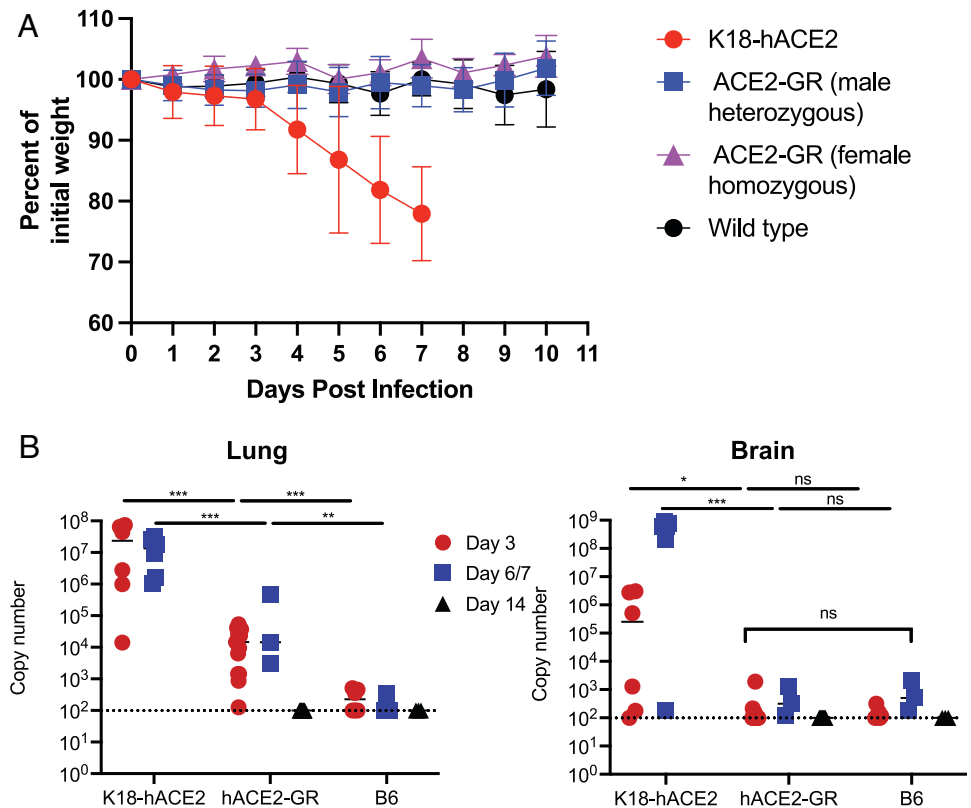 A
Percent of
initial weight
100
90
80
70
60
0 1 2 3 4 5 6 7 8 9 10 11
Days Post Infection
K18-hACE2
ACE2-GR (male
heterozygous)
ACE2-GR (female
homozygous)
Wild type
B
Lung
*** ***
*** **
Copy number
10⁸
10⁷
10⁶
10⁵
10⁴
10³
10²
10¹
10⁰
K18-hACE2 hACE2-GR B6
Day 3
Day 6/7
Day 14
Brain
* ns
*** ns
ns
Copy number
10⁹
10⁸
10⁷
10⁶
10⁵
10⁴
10³
10²
10¹
10⁰
K18-hACE2 hACE2-GR B6